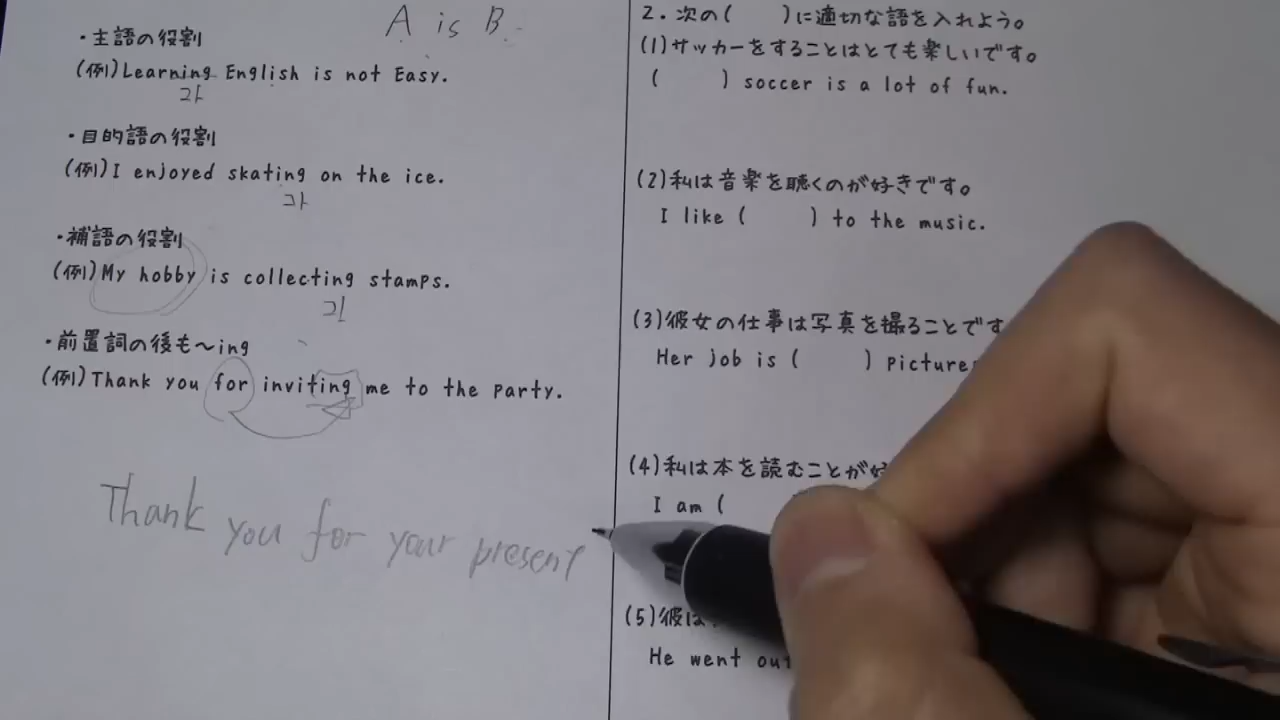 A is B
・主語の役割
(例)Learning English is not Easy.
・目的語の役割
(例)I enjoyed skating on the ice.
・補語の役割
(例)My hobby is collecting stamps.
・前置詞の後も～ing
(例)Thank you for inviting me to the party.
Thank you for your present
2. 次の( )に適切な語を入れよう。
(1)サッカーをすることはとても楽しいです。
( ) soccer is a lot of fun.
(2)私は音楽を聴くのが好きです。
I like ( ) to the music.
(3)彼女の仕事は写真を撮ることです
Her job is ( ) picture
(4)私は本を読むことが
I am (
(5)彼は
He went out